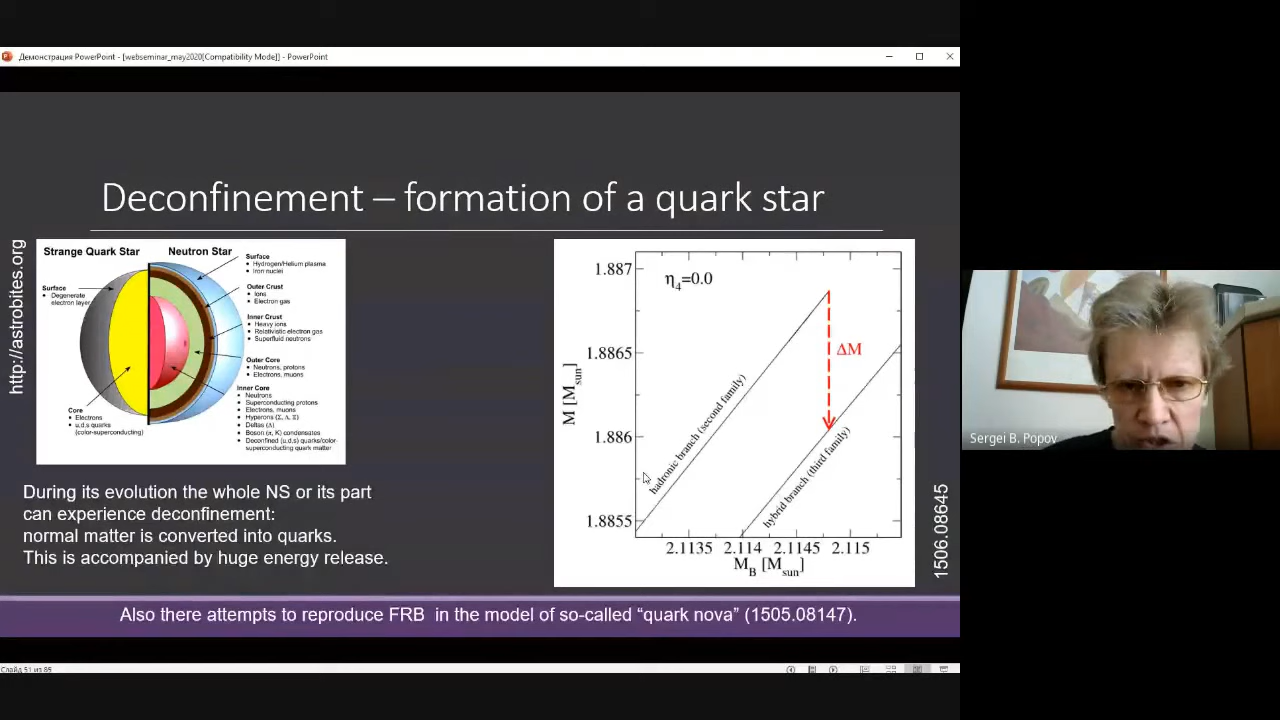 Демонстрация PowerPoint - [webseminar_may2020[Compatibility Mode]] - PowerPoint
Deconfinement – formation of a quark star
http://astrobites.org
Strange Quark Star
Neutron Star
Surface
• Hydrogen/Helium plasma
• Iron nuclei
Outer Crust
• Ions
• Electron gas
Inner Crust
• Heavy ions
• Relativistic electron gas
• Superfluid neutrons
Outer Core
• Neutrons, protons
• Electrons, muons
Inner Core
• Neutrons
• Superconducting protons
• Electrons, muons
• Hyperons (Σ, Λ, Ξ)
• Deltas (Δ)
• Boson (π, K) condensates
• Deconfined (u,d,s) quarks/color-
superconducting quark matter
Surface
• Degenerate
electron layer
Core
• Electrons
• u,d,s quarks
(color-superconducting)
η4=0.0
1.887
1.8865
1.886
1.8855
M [Msun]
ΔM
hadronic branch (second family)
hybrid branch (third family)
2.1135 2.114 2.1145 2.115
MB [Msun]
1506.08645
During its evolution the whole NS or its part
can experience deconfinement:
normal matter is converted into quarks.
This is accompanied by huge energy release.
Also there attempts to reproduce FRB in the model of so-called “quark nova” (1505.08147).
Слайд 51 из 85
Sergei B. Popov